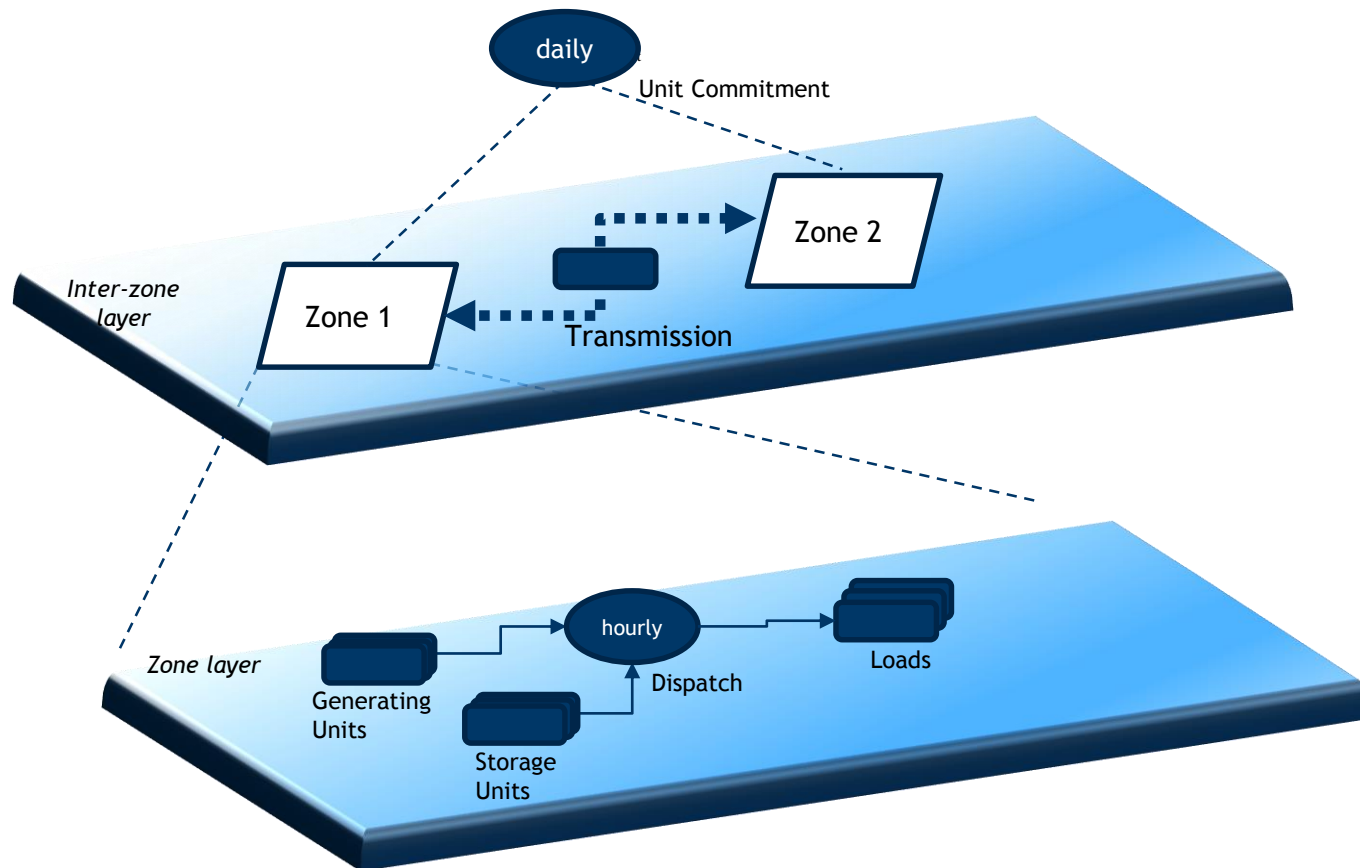 daily
Unit Commitment
Zone 2
Inter-zone
layer
Zone 1
Transmission
hourly
Zone layer
Loads
Dispatch
Generating
Units
Storage
Units